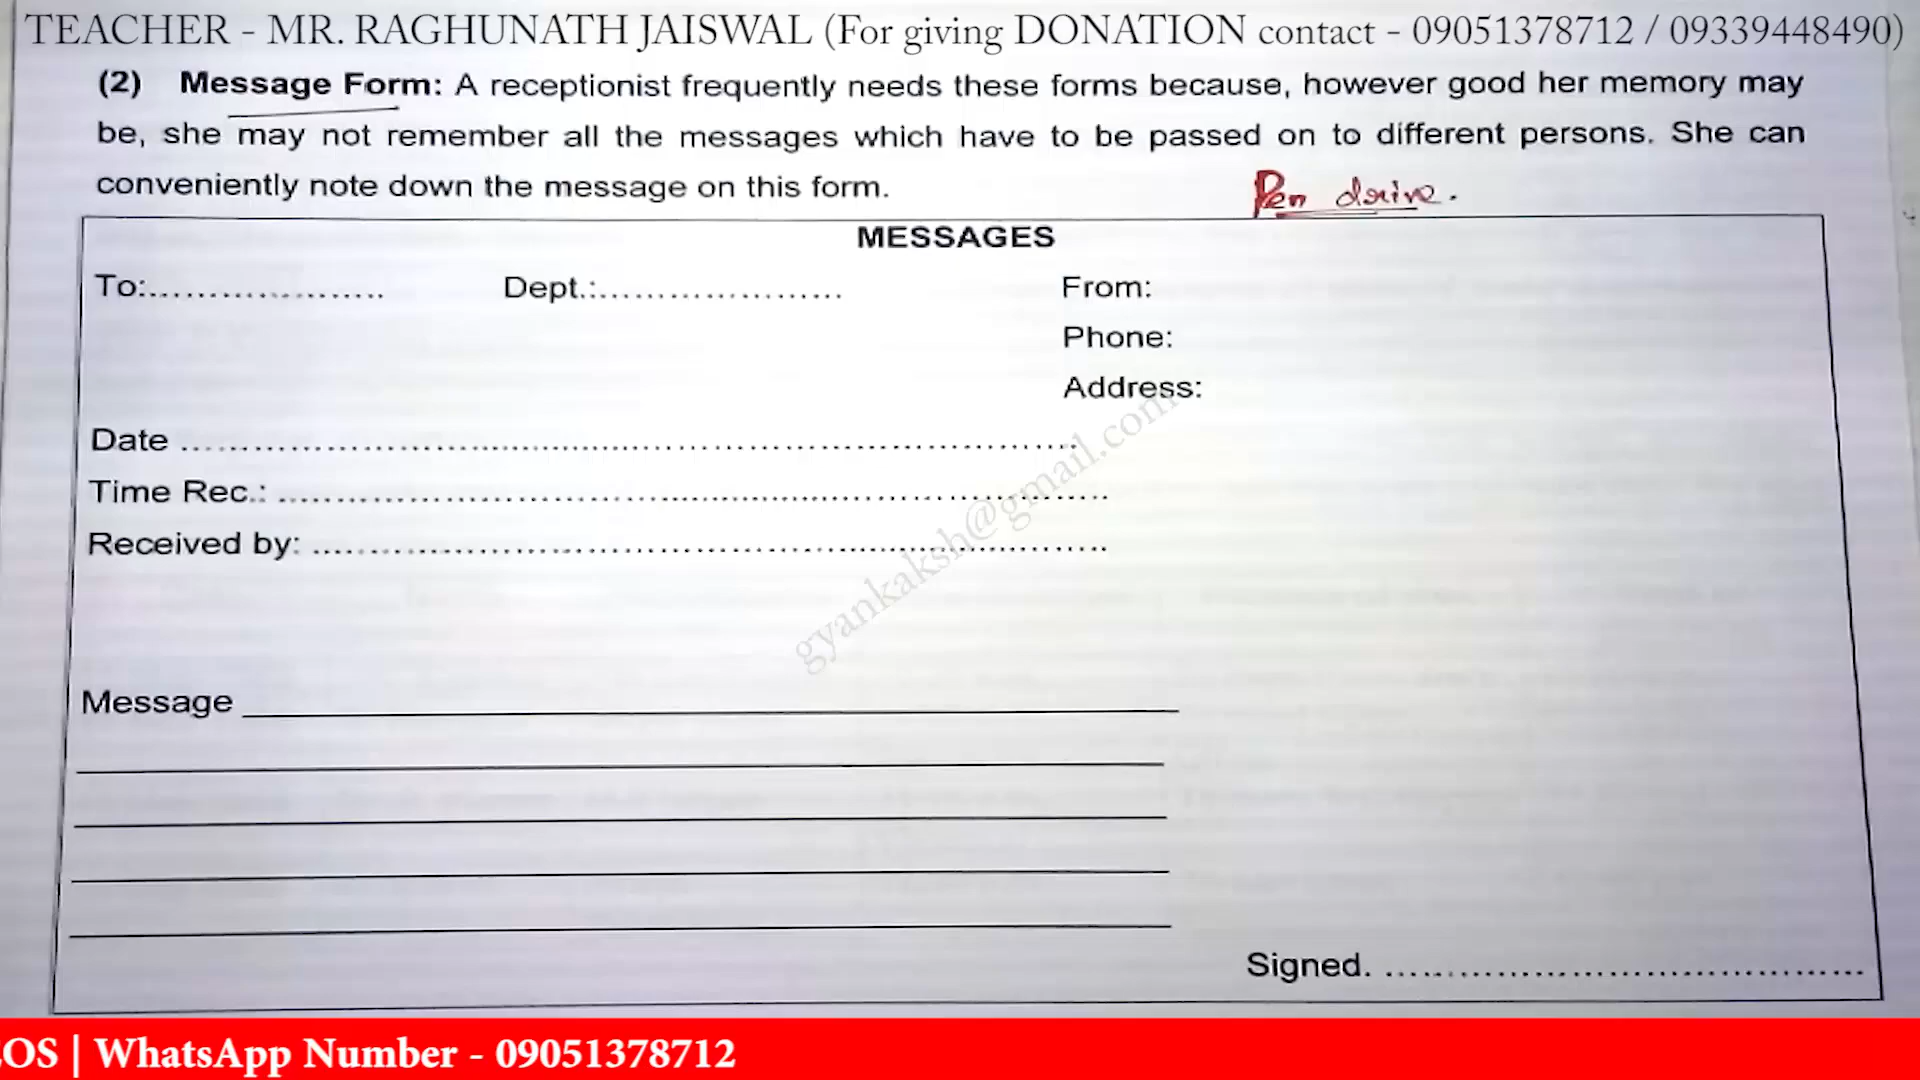 TEACHER - MR. RAGHUNATH JAISWAL (For giving DONATION contact - 09051378712 / 09339448490)
(2) Message Form: A receptionist frequently needs these forms because, however good her memory may
be, she may not remember all the messages which have to be passed on to different persons. She can
conveniently note down the message on this form.
Pen drive.
MESSAGES
To:.................... Dept.:..................... From:
Phone:
Address:
Date ..............................................................................
Time Rec.: ......................................................................
Received by: ...................................................................
gyankaksh@gmail.com
Message ____________________
Signed. .........................................
OS | WhatsApp Number - 09051378712